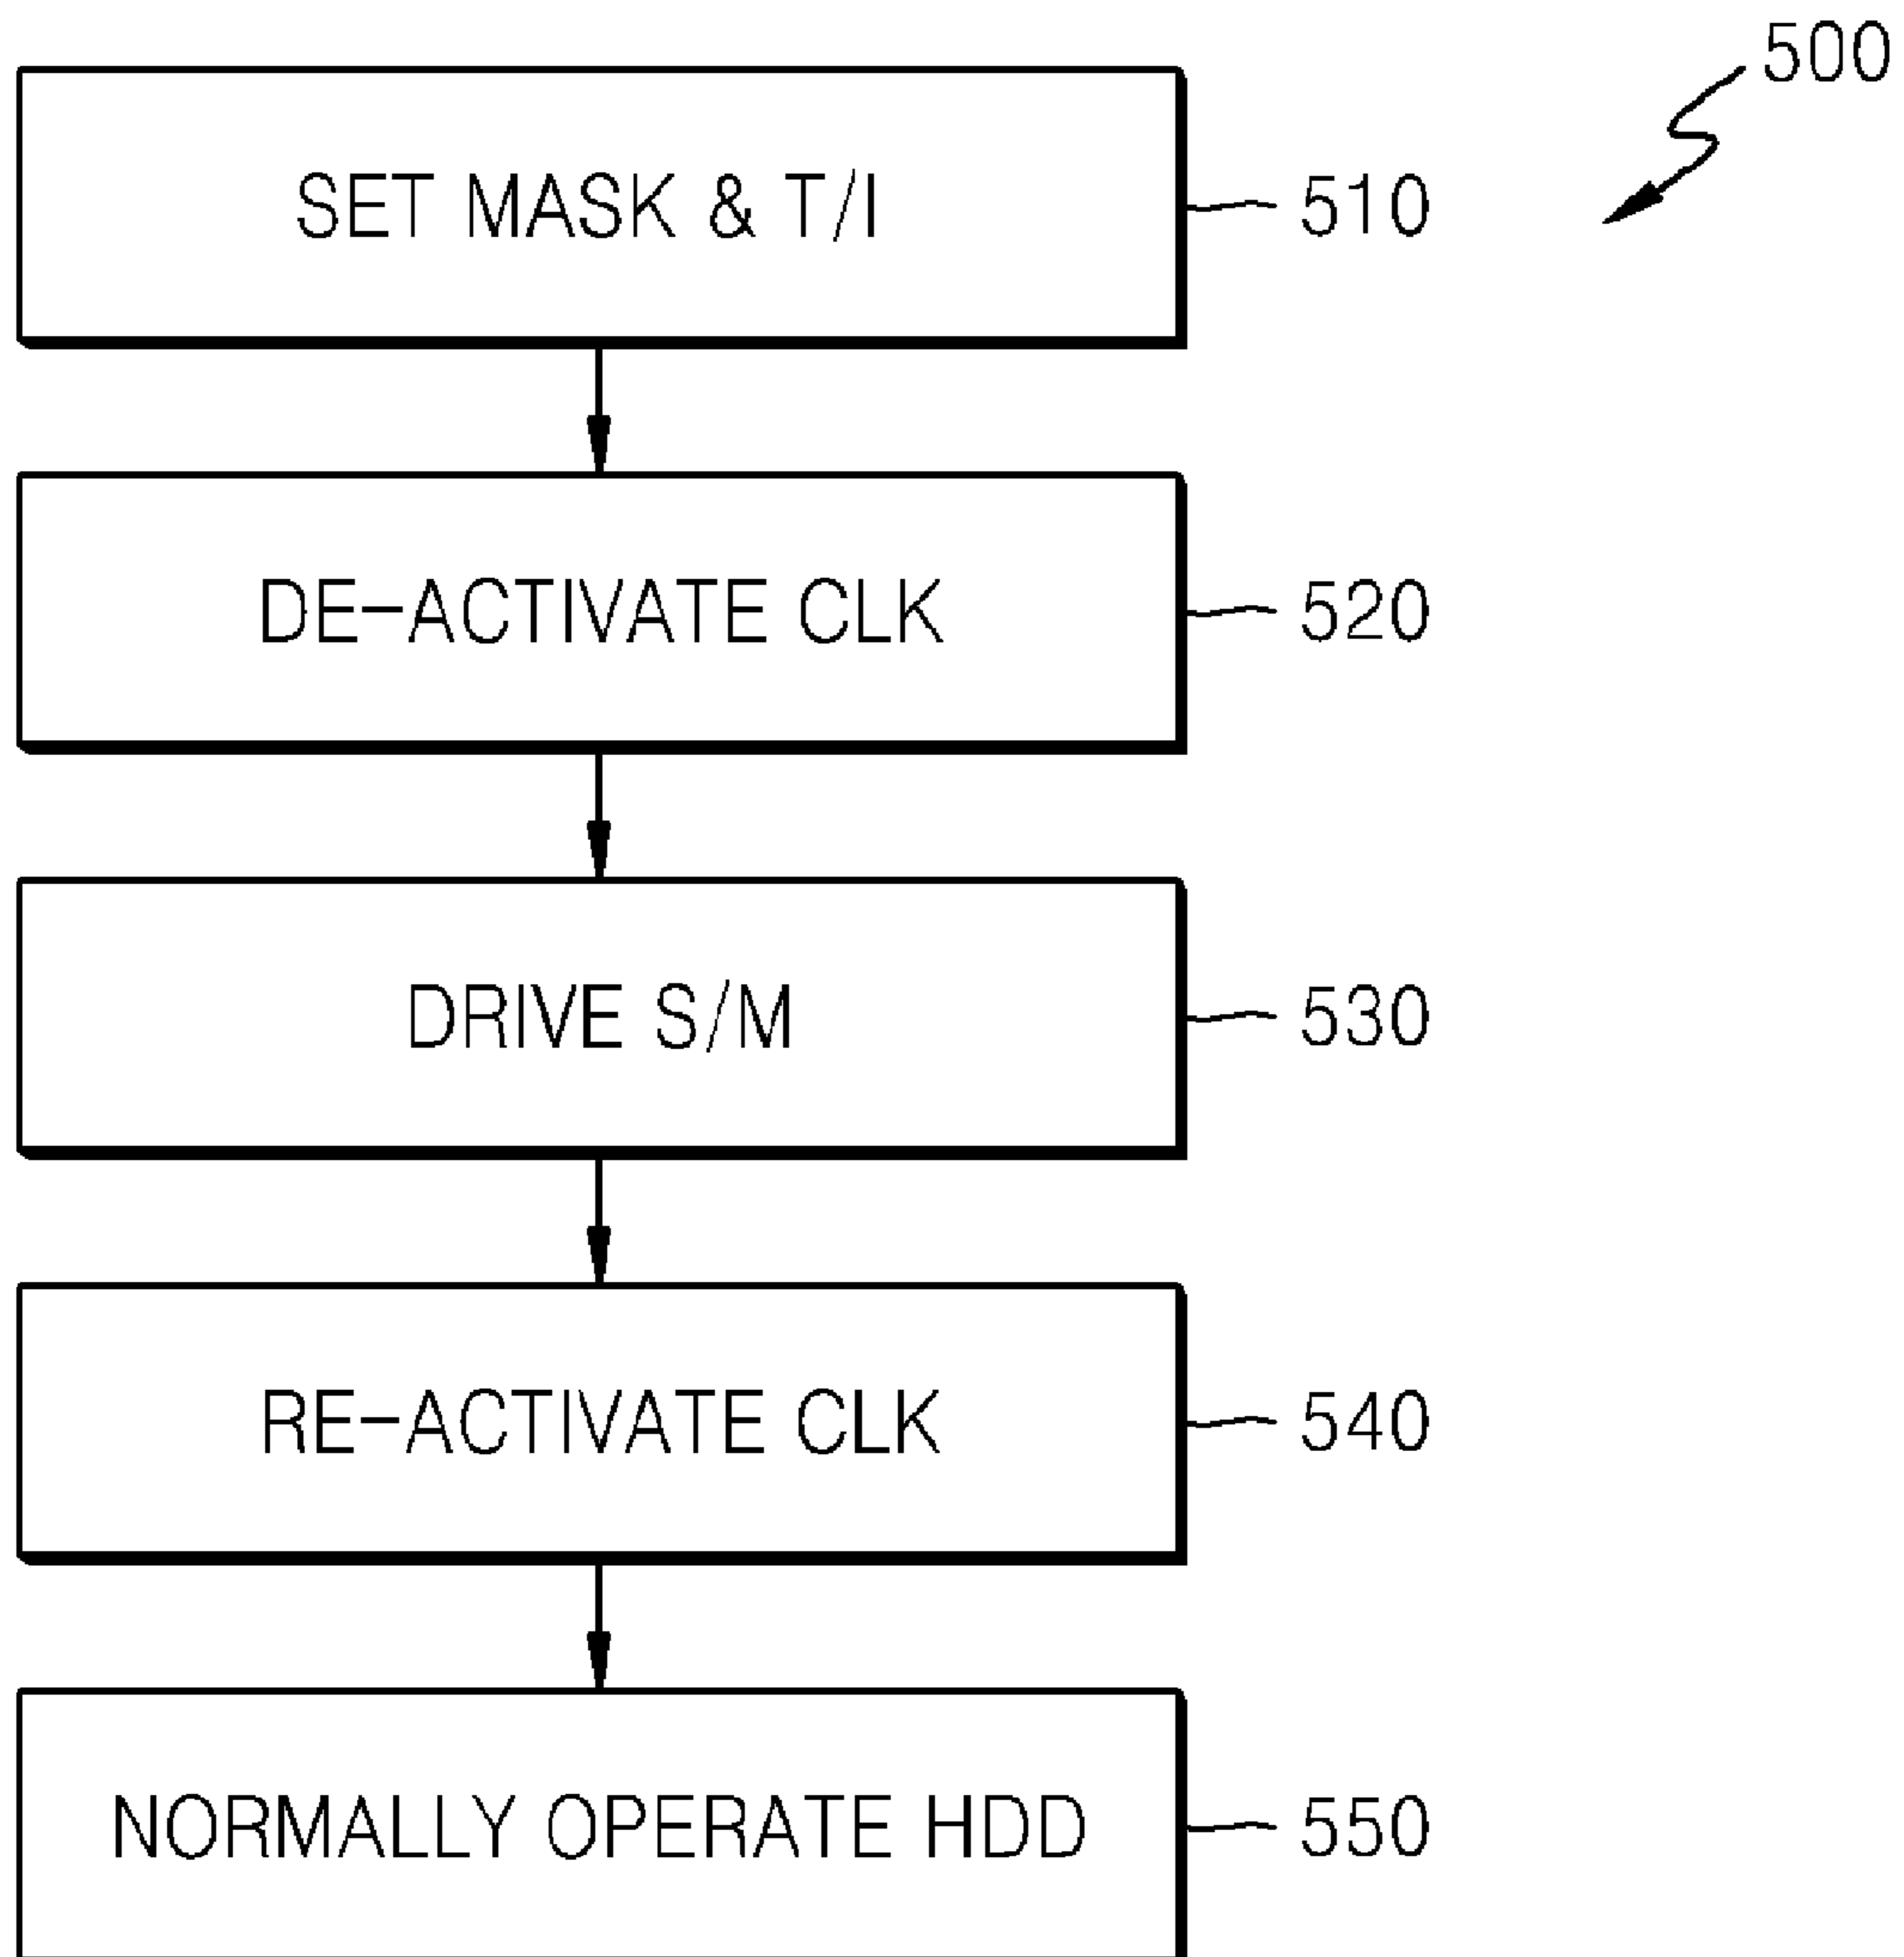 500
SET MASK & T/I
510
DE-ACTIVATE CLK
520
DRIVE S/M
530
RE-ACTIVATE CLK
540
NORMALLY OPERATE HDD
550